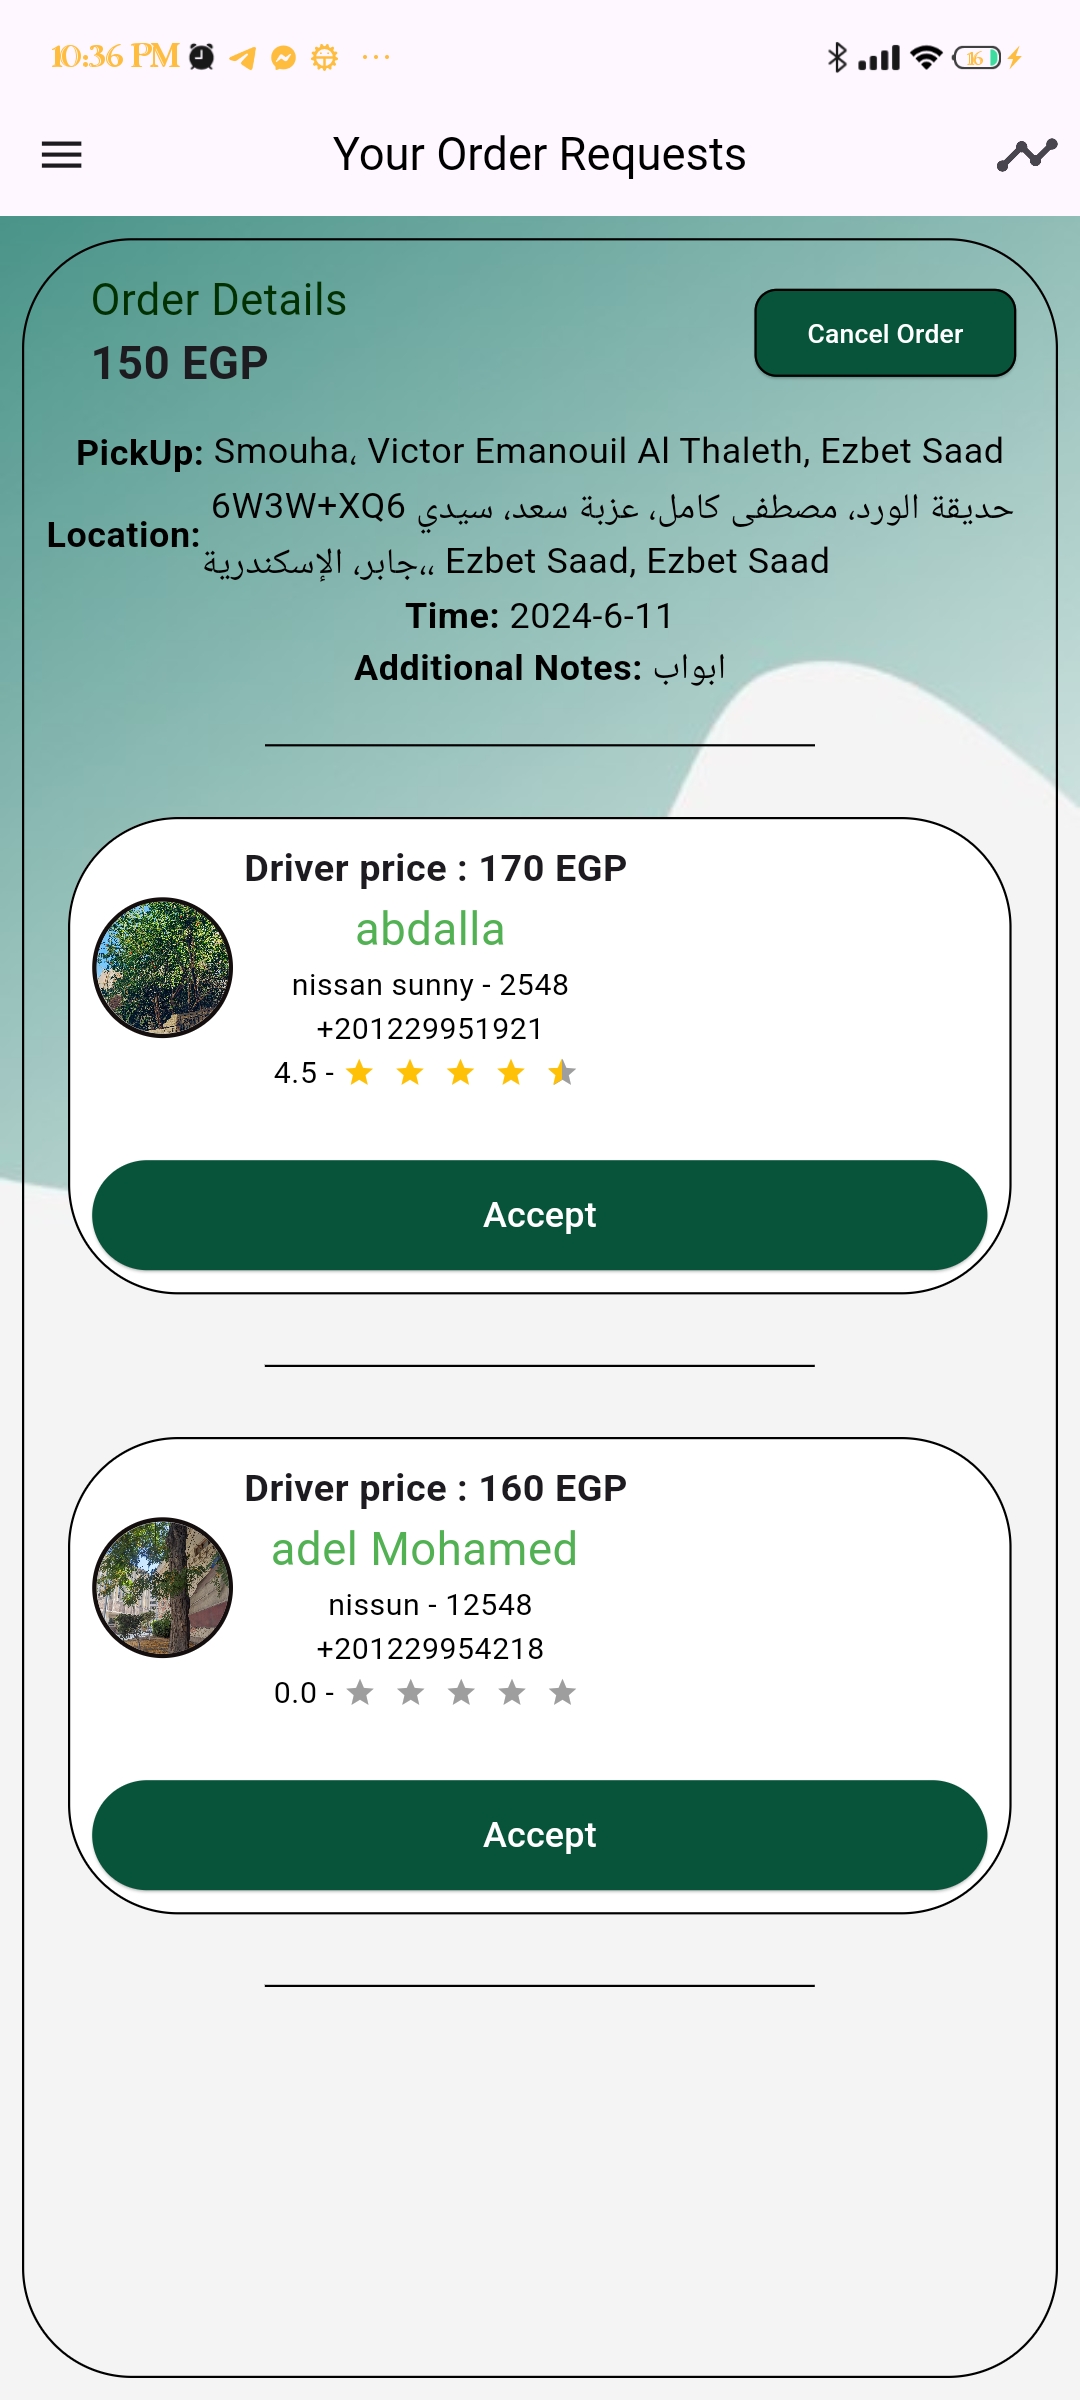 10:36 PM
16
Your Order Requests
Order Details
150 EGP
Cancel Order
PickUp: Smouha، Victor Emanouil Al Thaleth, Ezbet Saad
Location: 6W3W+XQ6 حديقة الورد، مصطفى كامل، عزبة سعد، سيدي
جابر، الإسكندرية،، Ezbet Saad, Ezbet Saad
Time: 2024-6-11
Additional Notes: ابواب
Driver price : 170 EGP
abdalla
nissan sunny - 2548
+201229951921
4.5 -
Accept
Driver price : 160 EGP
adel Mohamed
nissun - 12548
+201229954218
0.0 -
Accept